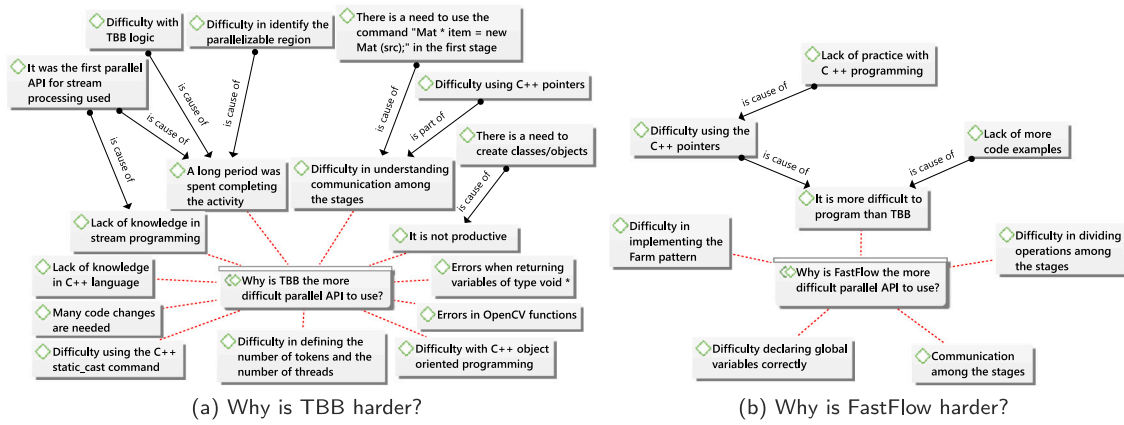 Difficulty with
TBB logic
Difficulty in identify the
parallelizable region
There is a need to use the
command "Mat * item = new
Mat (src);" in the first stage
It was the first parallel
API for stream
processing used
Difficulty using C++ pointers
There is a need to
create classes/objects
is cause of
is cause of
is cause of
is cause of
is cause of
is part of
is cause of
A long period was
spent completing
the activity
Difficulty in understanding
communication among
the stages
Lack of knowledge in
stream programming
It is not productive
Lack of knowledge
in C++ language
Why is TBB the more
difficult parallel API to use?
Errors when returning
variables of type void *
Many code changes
are needed
Errors in OpenCV functions
Difficulty using the C++
static_cast command
Difficulty in defining the
number of tokens and the
number of threads
Difficulty with C++ object
oriented programming
(a) Why is TBB harder?
Lack of practice with
C ++ programming
is cause of
Difficulty using the
C++ pointers
Lack of more
code examples
is cause of
is cause of
It is more difficult to
program than TBB
Difficulty in
implementing the
Farm pattern
Difficulty in dividing
operations among
the stages
Why is FastFlow the more
difficult parallel API to use?
Difficulty declaring global
variables correctly
Communication
among the stages
(b) Why is FastFlow harder?